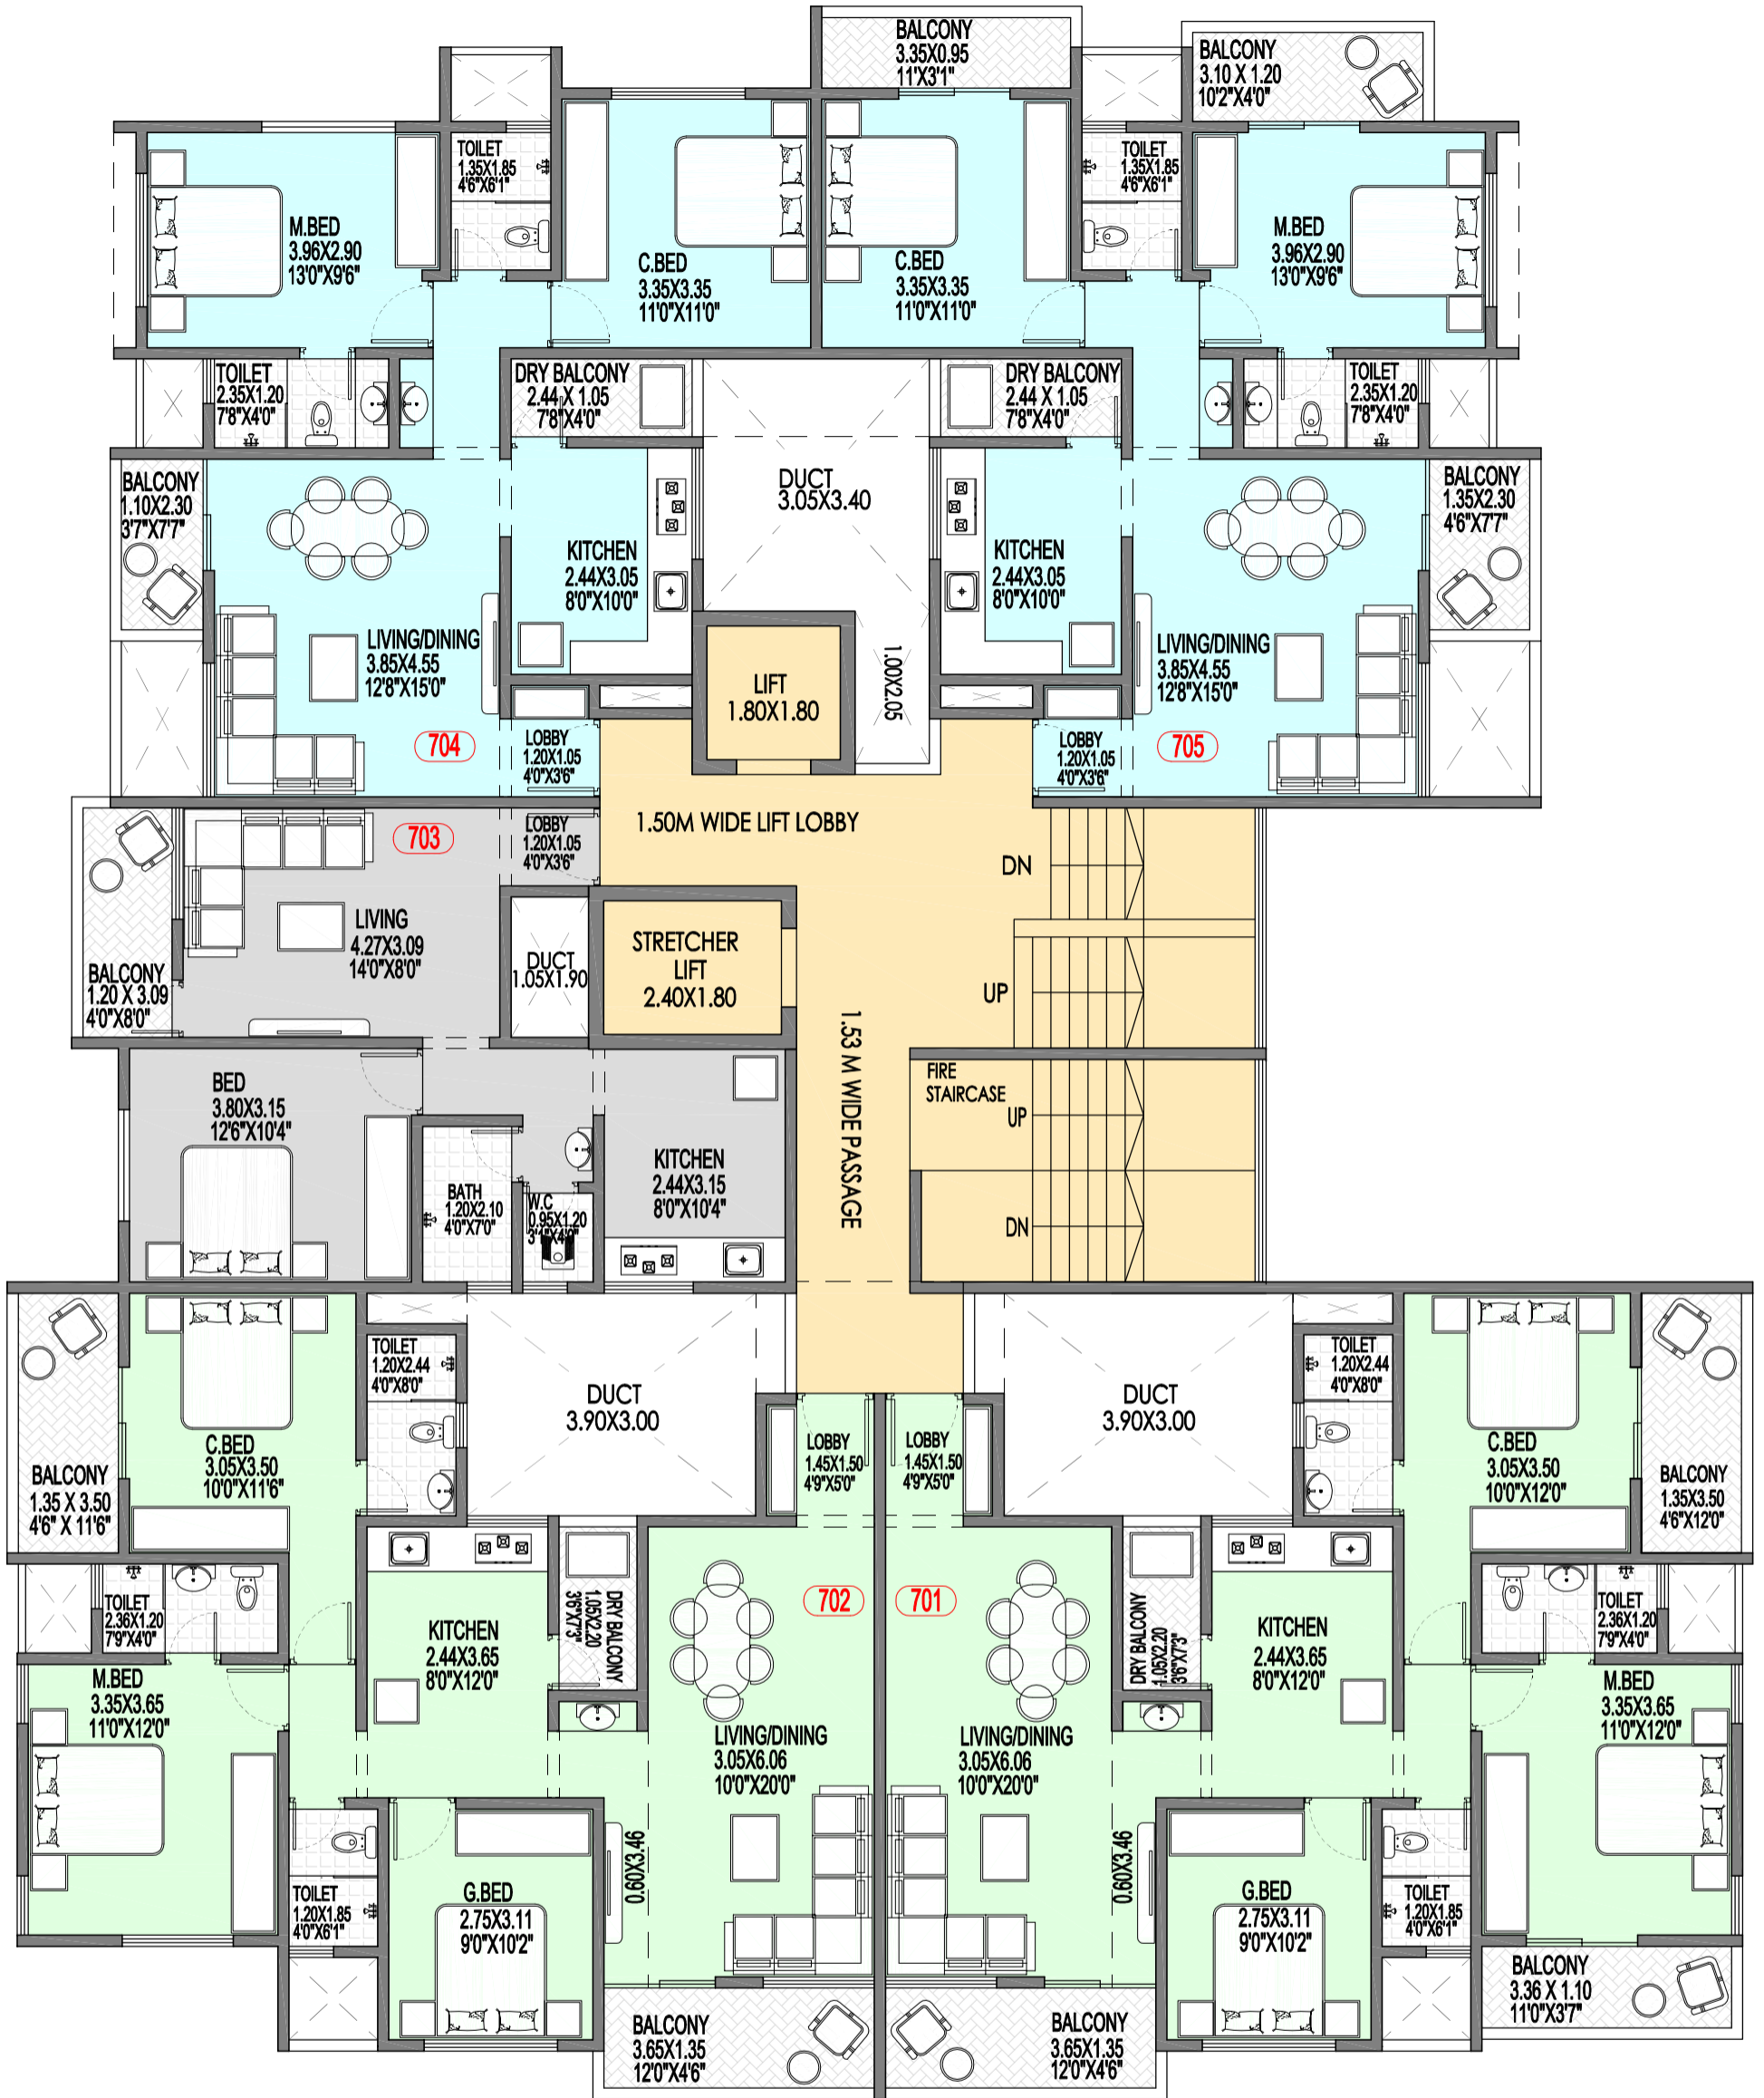 BALCONY
3.35X0.95
11'X3'1"
BALCONY
3.10 X 1.20
10'2"X4'0"
TOILET
1.35X1.85
4'6"X6'1"
TOILET
1.35X1.85
4'6"X6'1"
M.BED
3.96X2.90
13'0"X9'6"
C.BED
3.35X3.35
11'0"X11'0"
C.BED
3.35X3.35
11'0"X11'0"
M.BED
3.96X2.90
13'0"X9'6"
TOILET
2.35X1.20
7'8"X4'0"
DRY BALCONY
2.44 X 1.05
7'8"X4'0"
DRY BALCONY
2.44 X 1.05
7'8"X4'0"
TOILET
2.35X1.20
7'8"X4'0"
BALCONY
1.10X2.30
3'7"X7'7"
DUCT
3.05X3.40
BALCONY
1.35X2.30
4'6"X7'7"
KITCHEN
2.44X3.05
8'0"X10'0"
KITCHEN
2.44X3.05
8'0"X10'0"
LIVING/DINING
3.85X4.55
12'8"X15'0"
LIFT
1.80X1.80
1.00X2.05
LIVING/DINING
3.85X4.55
12'8"X15'0"
704
LOBBY
1.20X1.05
4'0"X3'6"
LOBBY
1.20X1.05
4'0"X3'6"
705
703
LOBBY
1.20X1.05
4'0"X3'6"
1.50M WIDE LIFT LOBBY
DN
LIVING
4.27X3.09
14'0"X8'0"
BALCONY
1.20 X 3.09
4'0"X8'0"
DUCT
1.05X1.90
STRETCHER
LIFT
2.40X1.80
UP
1.53 M WIDE PASSAGE
FIRE
STAIRCASE
UP
DN
BED
3.80X3.15
12'6"X10'4"
BATH
1.20X2.10
4'0"X7'0"
W.C
0.95X1.20
3'1"X4'0"
KITCHEN
2.44X3.15
8'0"X10'4"
TOILET
1.20X2.44
4'0"X8'0"
DUCT
3.90X3.00
DUCT
3.90X3.00
TOILET
1.20X2.44
4'0"X8'0"
C.BED
3.05X3.50
10'0"X11'6"
BALCONY
1.35 X 3.50
4'6" X 11'6"
LOBBY
1.45X1.50
4'9"X5'0"
LOBBY
1.45X1.50
4'9"X5'0"
C.BED
3.05X3.50
10'0"X12'0"
BALCONY
1.35X3.50
4'6"X12'0"
TOILET
2.36X1.20
7'9"X4'0"
DRY BALCONY
1.05X2.20
3'6"X7'3"
702
701
DRY BALCONY
1.05X2.20
3'6"X7'3"
TOILET
2.36X1.20
7'9"X4'0"
KITCHEN
2.44X3.65
8'0"X12'0"
KITCHEN
2.44X3.65
8'0"X12'0"
M.BED
3.35X3.65
11'0"X12'0"
M.BED
3.35X3.65
11'0"X12'0"
LIVING/DINING
3.05X6.06
10'0"X20'0"
LIVING/DINING
3.05X6.06
10'0"X20'0"
0.60X3.46
0.60X3.46
TOILET
1.20X1.85
4'0"X6'1"
G.BED
2.75X3.11
9'0"X10'2"
G.BED
2.75X3.11
9'0"X10'2"
TOILET
1.20X1.85
4'0"X6'1"
BALCONY
3.36 X 1.10
11'0"X3'7"
BALCONY
3.65X1.35
12'0"X4'6"
BALCONY
3.65X1.35
12'0"X4'6"